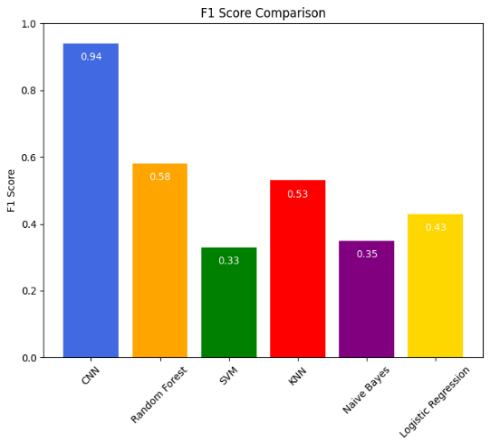 F1 Score Comparison
1.0
0.8
0.6
0.4
0.2
0.0
F1 Score
0.94
0.58
0.33
0.53
0.35
0.43
CNN
Random Forest
SVM
KNN
Naive Bayes
Logistic Regression